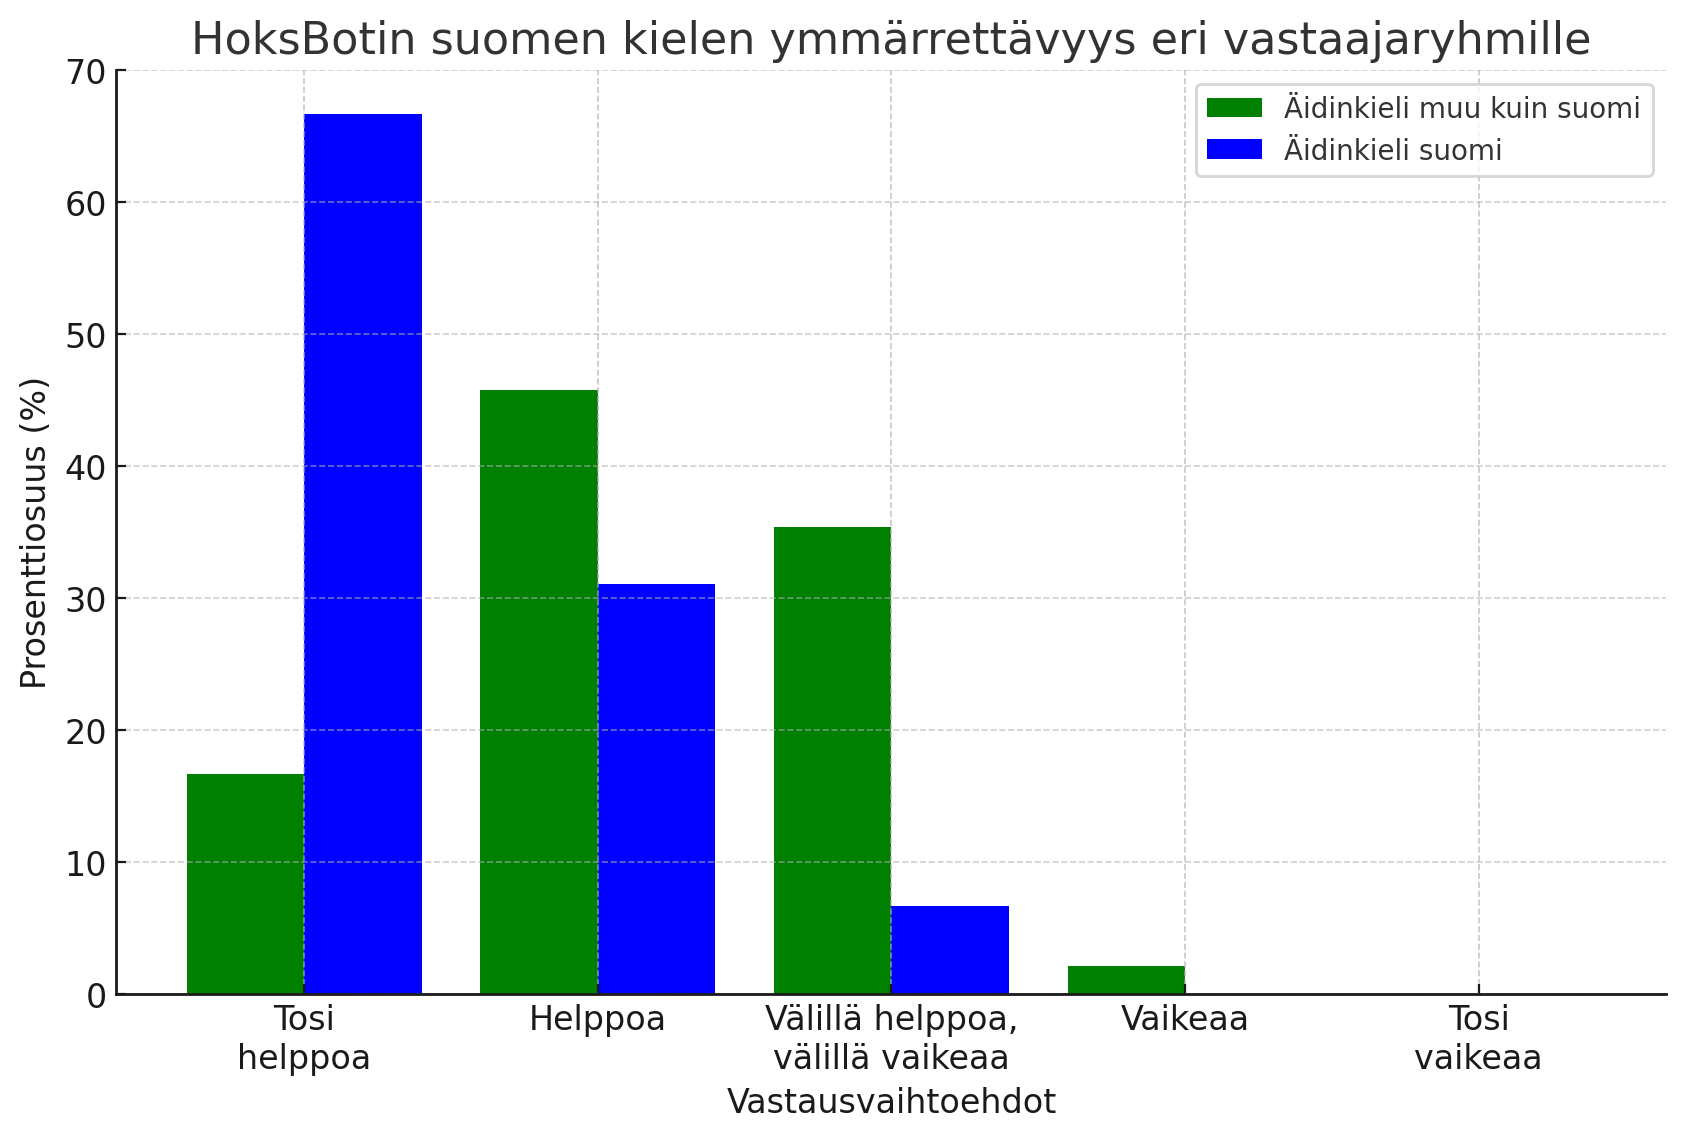 HoksBotin suomen kielen ymmärrettävyys eri vastaajaryhmille
Äidinkieli muu kuin suomi
Äidinkieli suomi
Prosenttiosuus (%)
70
60
50
40
30
20
10
0
Tosi
helppoa
Helppoa
Välillä helppoa,
välillä vaikeaa
Vaikeaa
Tosi
vaikeaa
Vastausvaihtoehdot